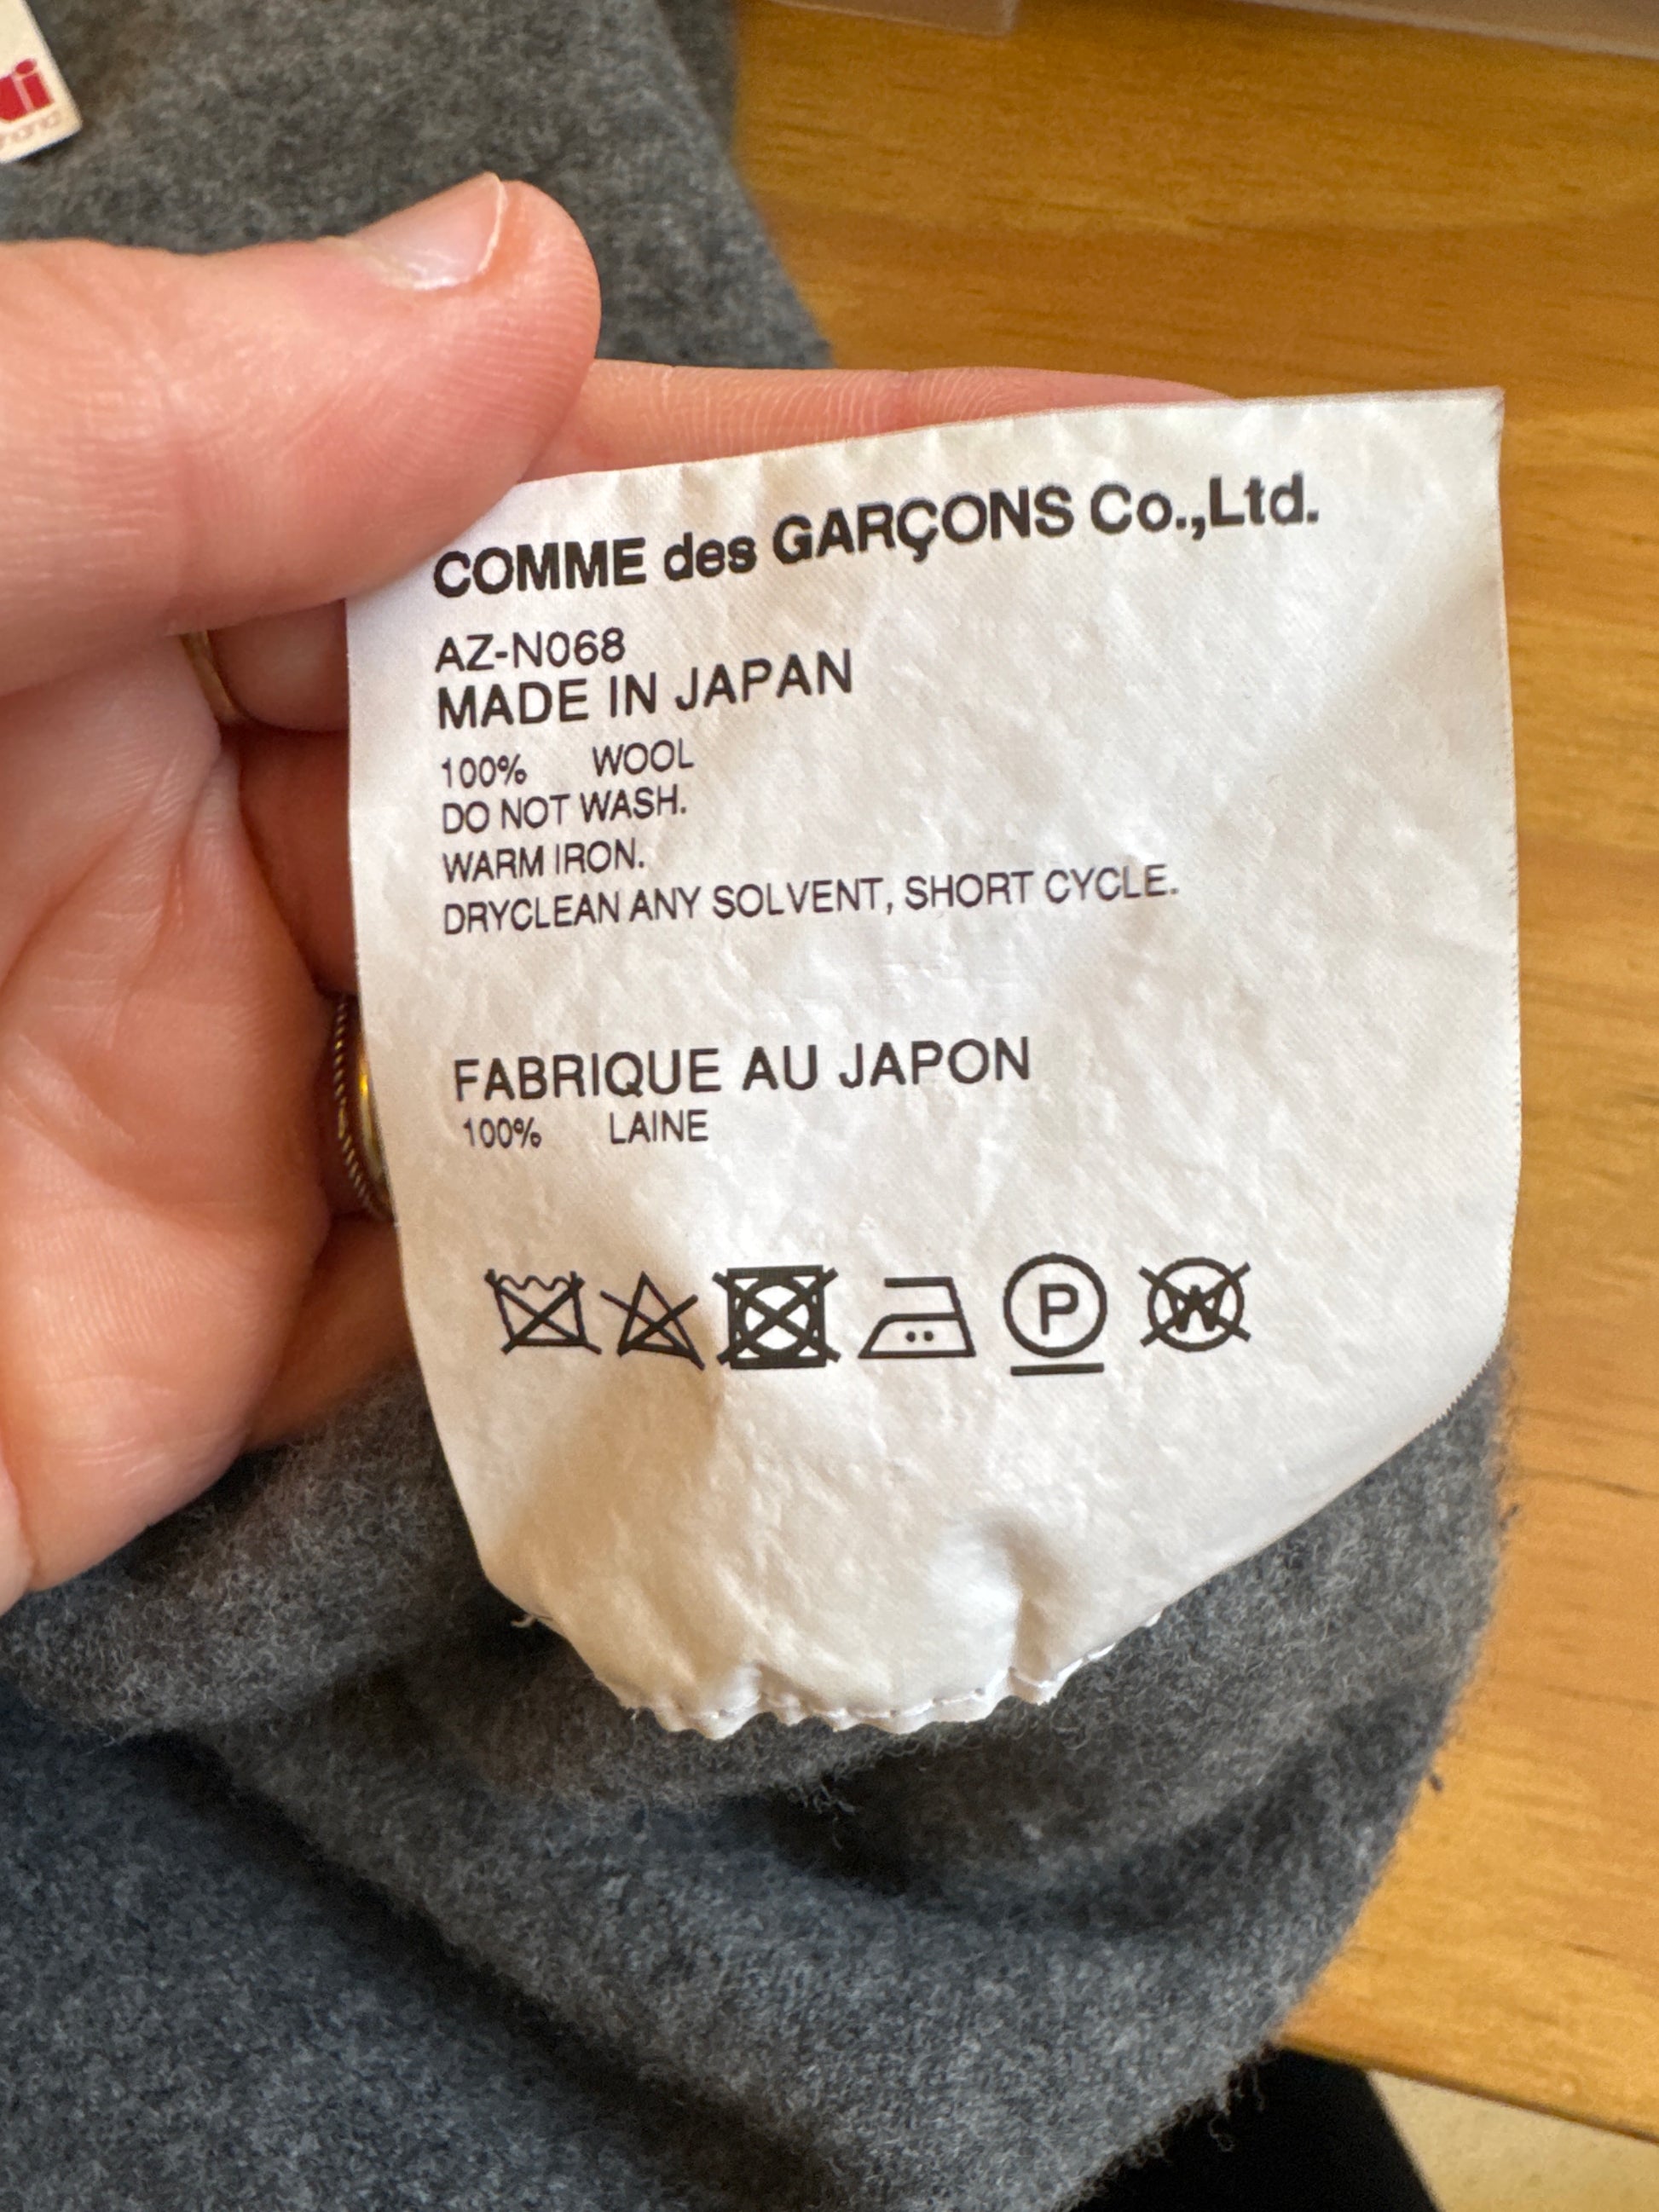 COMME des GARÇONS Co.,Ltd.
AZ-N068
MADE IN JAPAN
100% WOOL
DO NOT WASH.
WARM IRON.
DRYCLEAN ANY SOLVENT, SHORT CYCLE.
FABRIQUE AU JAPON
100% LAINE
P W